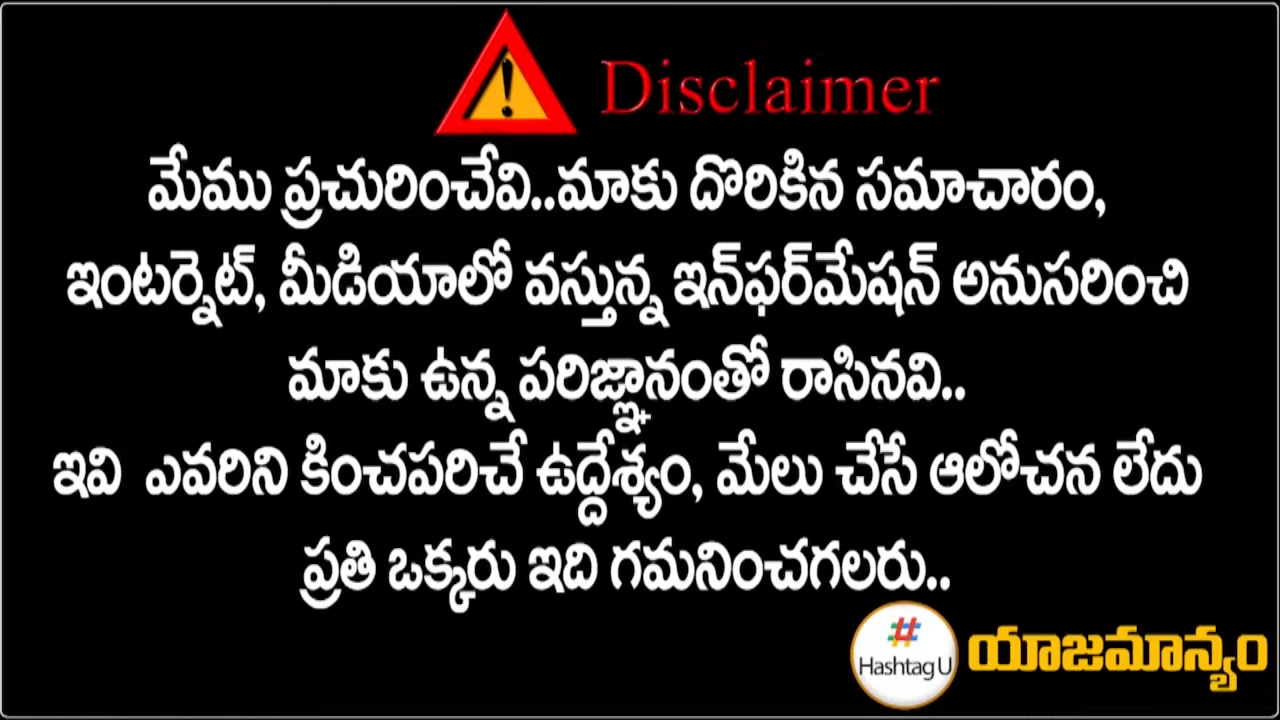 Disclaimer
మేము ప్రచురించేవి..మాకు దొరికిన సమాచారం,
ఇంటర్నెట్, మీడియాలో వస్తున్న ఇన్‌ఫర్‌మేషన్ అనుసరించి
మాకు ఉన్న పరిజ్ఞానంతో రాసినవి..
ఇవి ఎవరిని కించపరిచే ఉద్దేశ్యం, మేలు చేసే ఆలోచన లేదు
ప్రతి ఒక్కరు ఇది గమనించగలరు..
# Hashtag U యాజమాన్యం